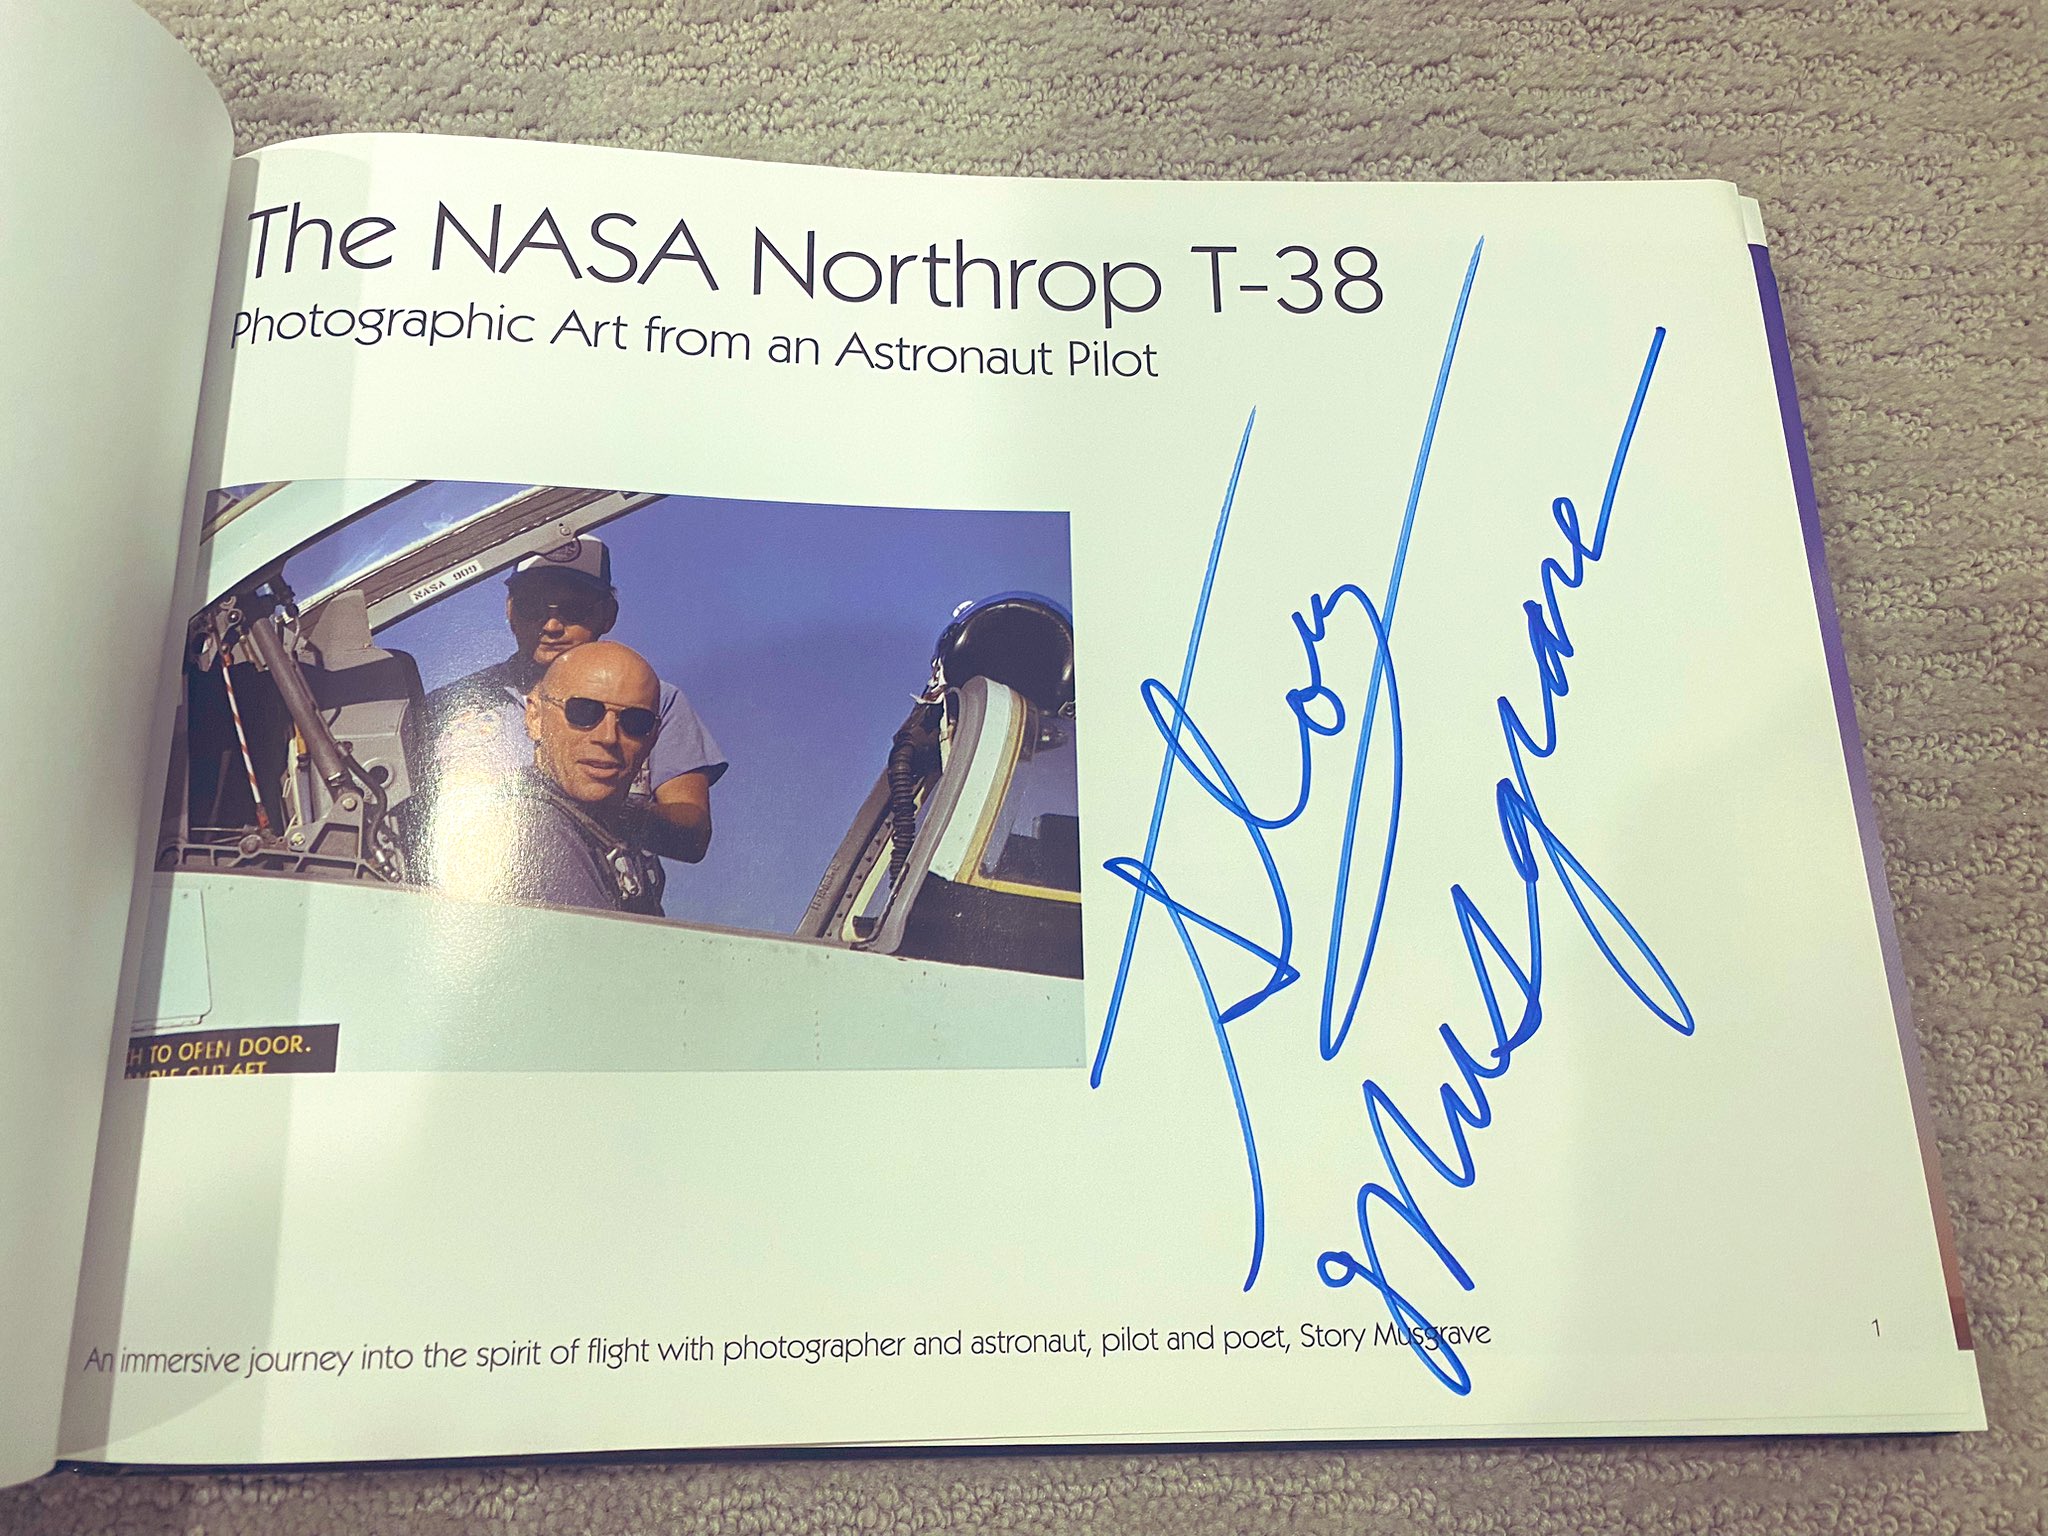 The NASA Northrop T-38
Photographic Art from an Astronaut Pilot
NASA 909
H TO OPEN DOOR.
Story
Musgrave
An immersive journey into the spirit of flight with photographer and astronaut, pilot and poet, Story Musgrave
1